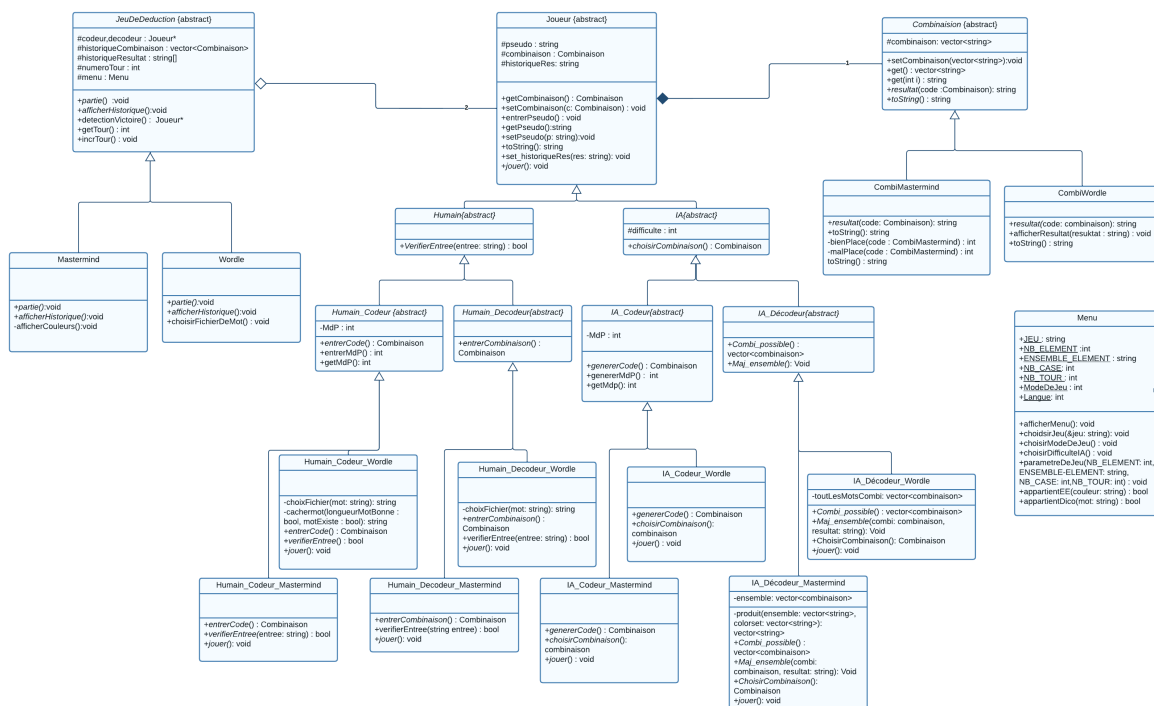 JeuDeDeduction {abstract}
#codeur,decodeur : Joueur*
#historiqueCombinaison : vector<Combinaison>
#historiqueResultat : string[]
#numeroTour : int
#menu : Menu
+partie() :void
+afficherHistorique():void
+detectionVictoire() : Joueur*
+getTour() : int
+incrTour() : void
2
Joueur {abstract}
#pseudo : string
#combinaison : Combinaison
#historiqueRes: string
+getCombinaison() : Combinaison
+setCombinaison(c: Combinaison) : void
+entrerPseudo() : void
+getPseudo():string
+setPseudo(p: string):void
+toString(): string
+set_historiqueRes(res: string): void
+jouer(): void
1
Combinaision {abstract}
#combinaison: vector<string>
+setCombinaison(vector<string>):void
+get() : vector<string>
+get(int i) : string
+resultat(code :Combinaison): string
+toString() : string
CombiMastermind
+resultat(code: Combinaison): string
+toString(): string
-bienPlace(code : CombiMastermind) : int
-malPlace(code : CombiMastermind) : int
toString() : string
CombiWordle
+resultat(code: combinaison): string
+afficherResultat(resuktat : string) : void
+toString() : string
Humain{abstract}
+VerifierEntree(entree: string) : bool
IA{abstract}
#difficulte : int
+choisirCombinaison() : Combinaison
Mastermind
+partie():void
+afficherHistorique():void
-afficherCouleurs():void
Wordle
+partie():void
+afficherHistorique():void
+choisirFichierDeMot() : void
Humain_Codeur {abstract}
-MdP : int
+entrerCode() : Combinaison
+entrerMdP() : int
+getMdP(): int
Humain_Decodeur{abstract}
+entrerCombinaison() :
Combinaison
IA_Codeur{abstract}
-MdP : int
+genererCode() : Combinaison
+genererMdP() : int
+getMdp(): int
IA_Décodeur{abstract}
+Combi_possible() :
vector<combinaison>
+Maj_ensemble(): Void
Menu
+JEU : string
+NB_ELEMENT :int
+ENSEMBLE_ELEMENT : string
+NB_CASE: int
+NB_TOUR : int
+ModeDeJeu : int
+Langue: int
+afficherMenu(): void
+choidsirJeu(&jeu: string): void
+choisirModeDeJeu() : void
+choisirDifficulteIA() : void
+parametreDeJeu(NB_ELEMENT: int,
ENSEMBLE-ELEMENT: string,
NB_CASE: int,NB_TOUR: int) : void
+appartientEE(couleur: string) : bool
+appartientDico(mot: string) : bool
Humain_Codeur_Wordle
-choixFichier(mot: string): string
-cachermot(longueurMotBonne :
bool, motExiste : bool): string
+entrerCode() : Combinaison
+verifierEntree() : bool
+jouer(): void
Humain_Decodeur_Wordle
-choixFichier(mot: string): string
+entrerCombinaison() :
Combinaison
+verifierEntree(entree: string) : bool
+jouer(): void
IA_Codeur_Wordle
+genererCode() : Combinaison
+choisirCombinaison():
combinaison
+jouer() : void
IA_Décodeur_Wordle
-toutLesMotsCombi: vector<combinaison>
+Combi_possible() : vector<combinaison>
+Maj_ensemble(combi: combinaison,
resultat: string): Void
+ChoisirCombinaison(): Combinaison
+jouer(): void
Humain_Codeur_Mastermind
+entrerCode() : Combinaison
+verifierEntree(entree: string) : bool
+jouer(): void
Humain_Decodeur_Mastermind
+entrerCombinaison() : Combinaison
+verifierEntree(string entree) : bool
+jouer(): void
IA_Codeur_Mastermind
+genererCode() : Combinaison
+choisirCombinaison():
combinaison
+jouer() : void
IA_Décodeur_Mastermind
-ensemble: vector<combinaison>
-produit(ensemble: vector<string>,
colorset: vector<string>):
vector<string>
+Combi_possible() :
vector<combinaison>
+Maj_ensemble(combi:
combinaison, resultat: string): Void
+ChoisirCombinaison():
Combinaison
+jouer(): void